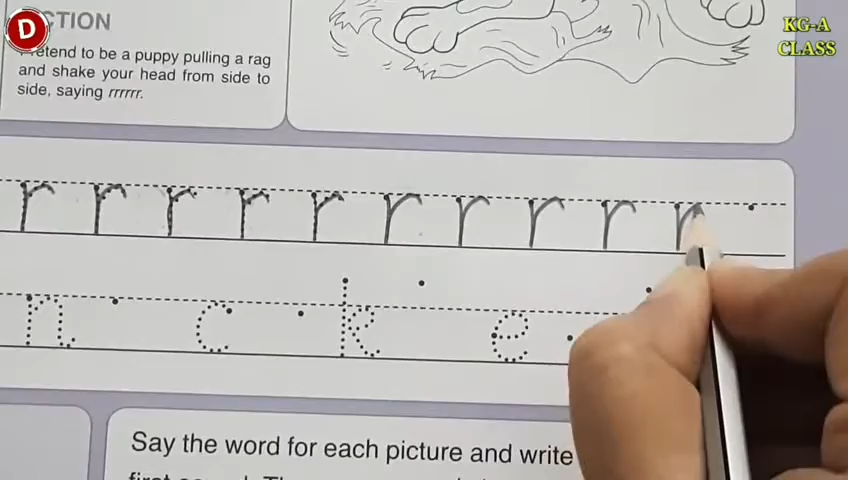 D
CTION
KG-A
CLASS
retend to be a puppy pulling a rag
and shake your head from side to
side, saying rrrrrr.
r r r r r r r r r r
n c k e
Say the word for each picture and write